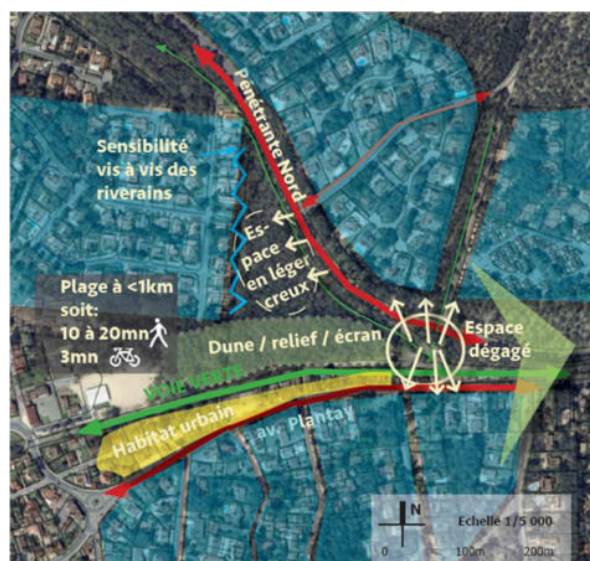 Pénétrante Nord
Sensibilité
vis à vis des
riverains
Es-
pace
en léger
creux
Plage à <1km
soit:
10 à 20mn
3mn
Dune / relief / écran
Espace
dégagé
VOIE VERTE
Habitat urbain
av. Plantay
N
Echelle 1/5 000
0 100m 200m